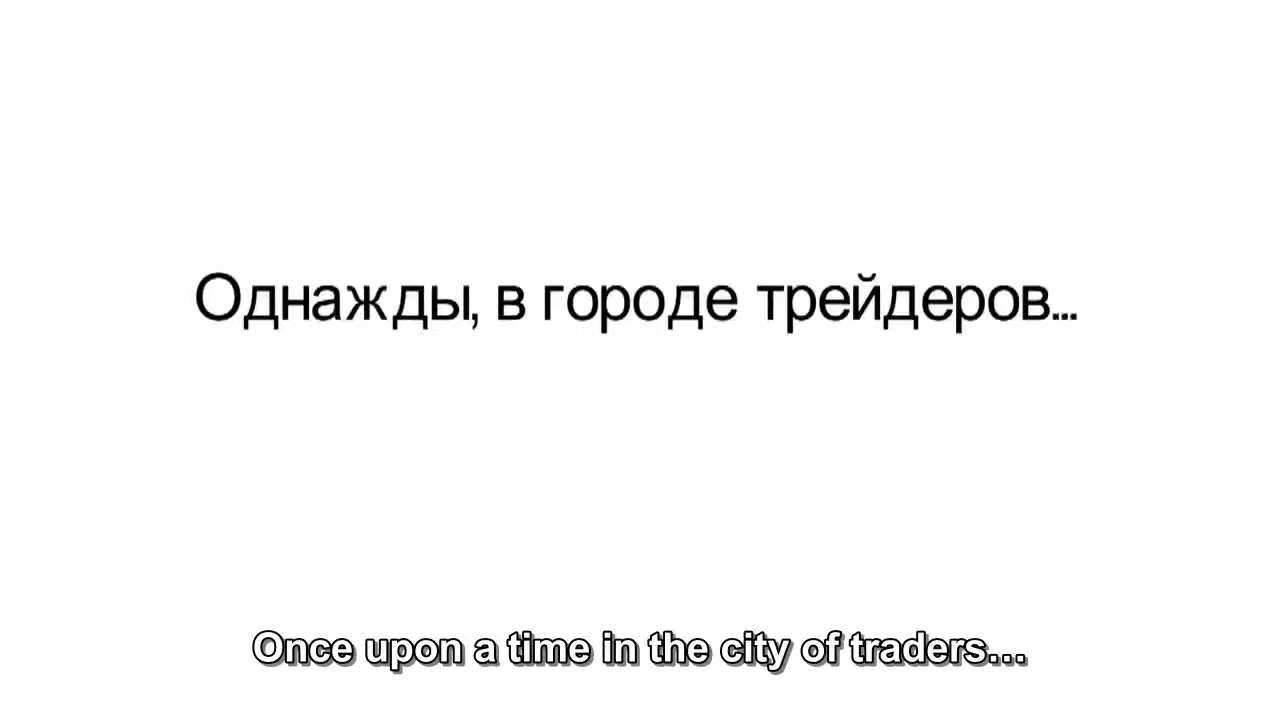 Однажды, в городе трейдеров...
Once upon a time in the city of traders...